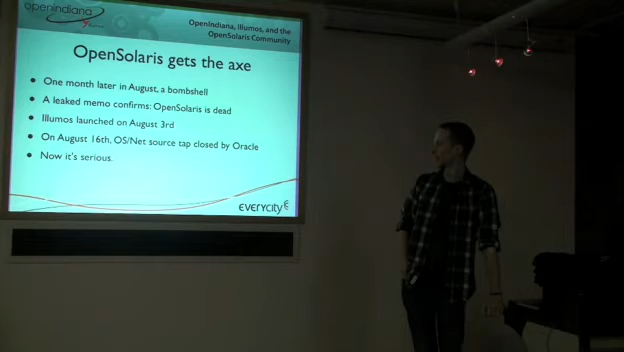 openindiana
OpenIndiana, Illumos, and the
OpenSolaris Community
OpenSolaris gets the axe
• One month later in August, a bombshell
• A leaked memo confirms: OpenSolaris is dead
• Illumos launched on August 3rd
• On August 16th, OS/Net source tap closed by Oracle
• Now it's serious.
EVERYCITY